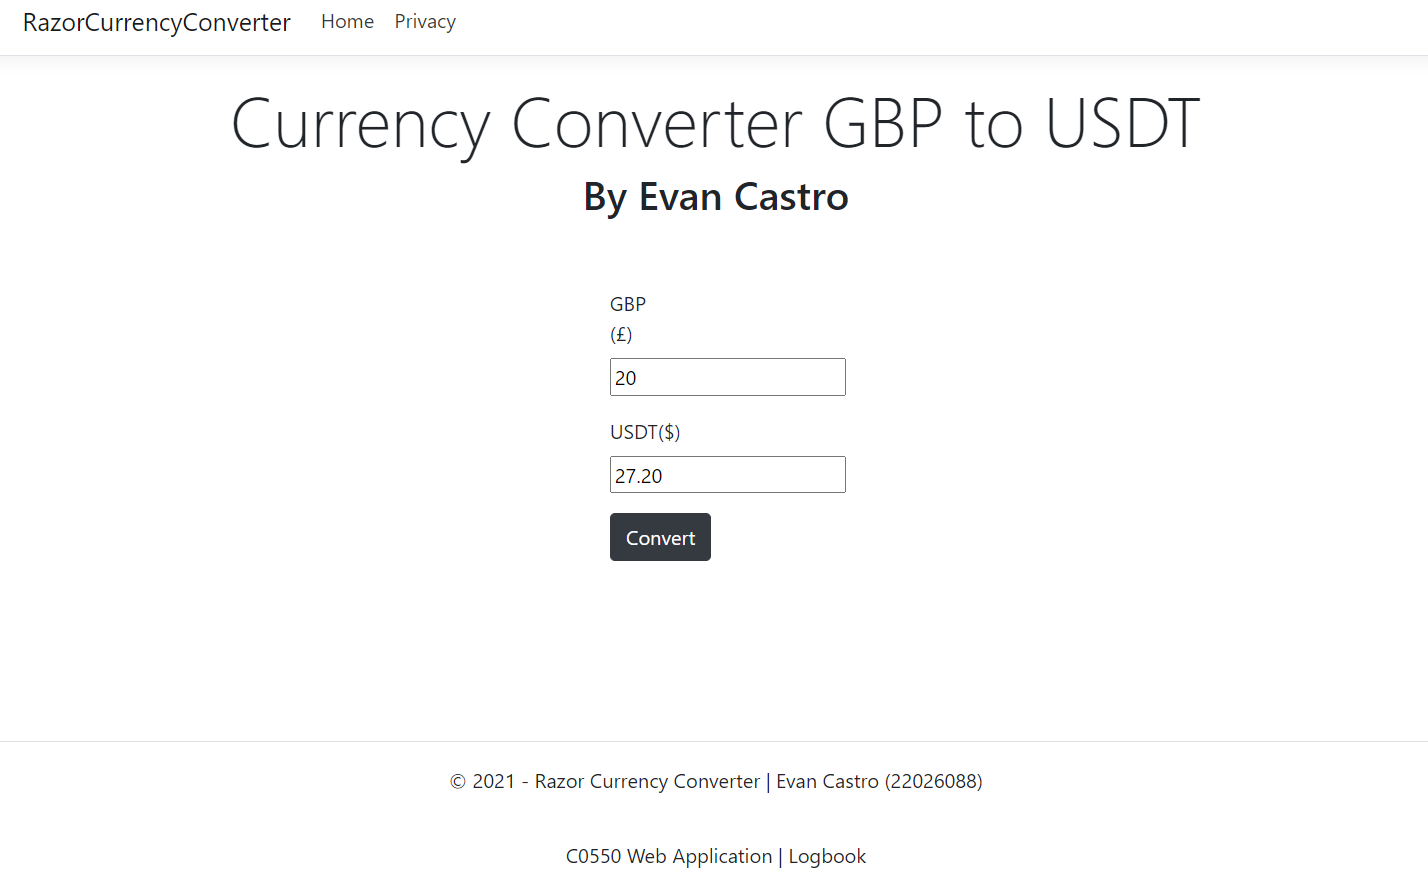 RazorCurrencyConverter Home Privacy
Currency Converter GBP to USDT
By Evan Castro
GBP
(£)
20
USDT($)
27.20
Convert
© 2021 - Razor Currency Converter | Evan Castro (22026088)
C0550 Web Application | Logbook